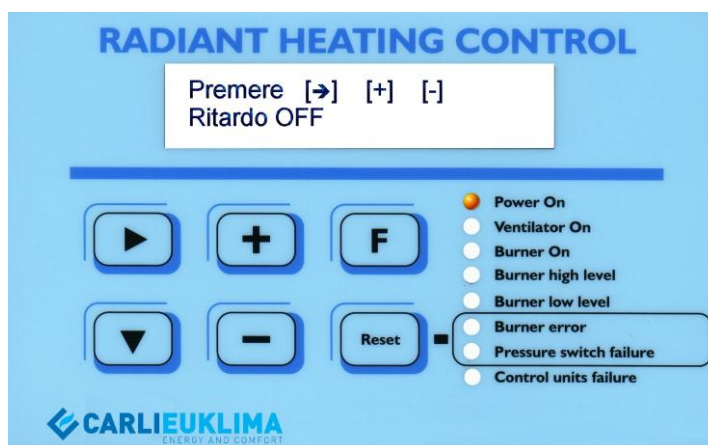 RADIANT HEATING CONTROL
Premere [➔] [+] [-]
Ritardo OFF
▶ + F
▼ - Reset
Power On
Ventilator On
Burner On
Burner high level
Burner low level
Burner error
Pressure switch failure
Control units failure
CARLIEUKLIMA
ENERGY AND COMFORT